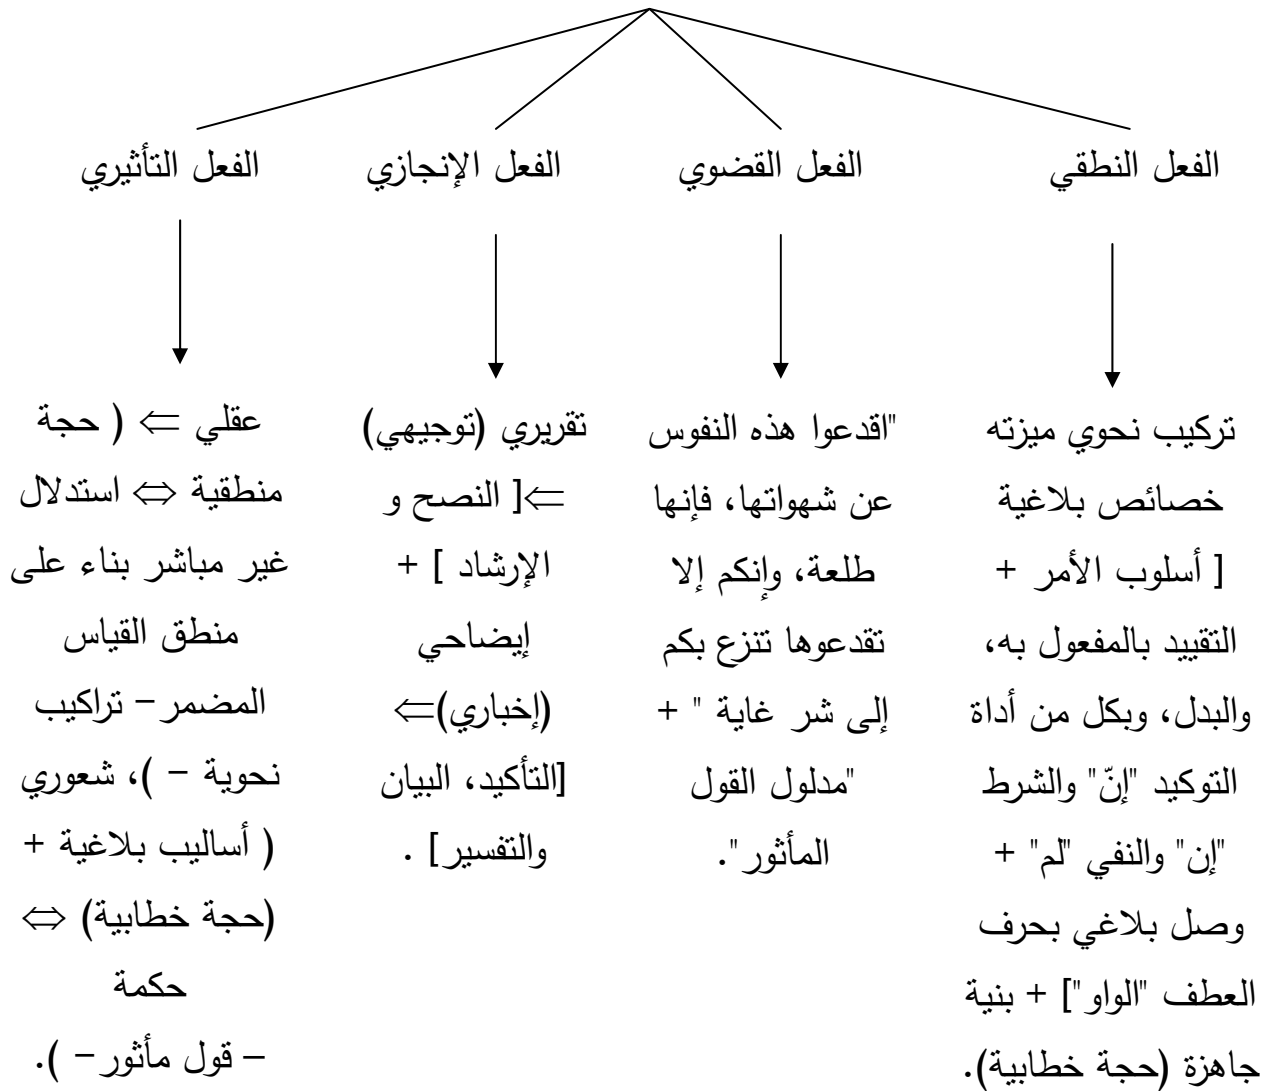 الفعل النطقي
الفعل القضوي
الفعل الإنجازي
الفعل التأثيري
تركيب نحوي ميزته
خصائص بلاغية
[ أسلوب الأمر +
التقييد بالمفعول به،
والبدل، وبكل من أداة
التوكيد "إنّ" والشرط
"إن" والنفي "لم" +
وصل بلاغي بحرف
العطف "الواو"] + بنية
جاهزة (حجة خطابية).
"اقدعوا هذه النفوس
عن شهواتها، فإنها
طلعة، وإنكم إلا
تقدعوها تنزع بكم
إلى شر غاية " +
"مدلول القول
المأثور".
تقريري (توجيهي)
⇐[ النصح و
الإرشاد ] +
إيضاحي
(إخباري)⇐
[التأكيد، البيان
والتفسير] .
عقلي ⇐ ( حجة
منطقية ⇔ استدلال
غير مباشر بناء على
منطق القياس
المضمر – تراكيب
نحوية – )، شعوري
( أساليب بلاغية +
(حجة خطابية) ⇔
حكمة
– قول مأثور – ).